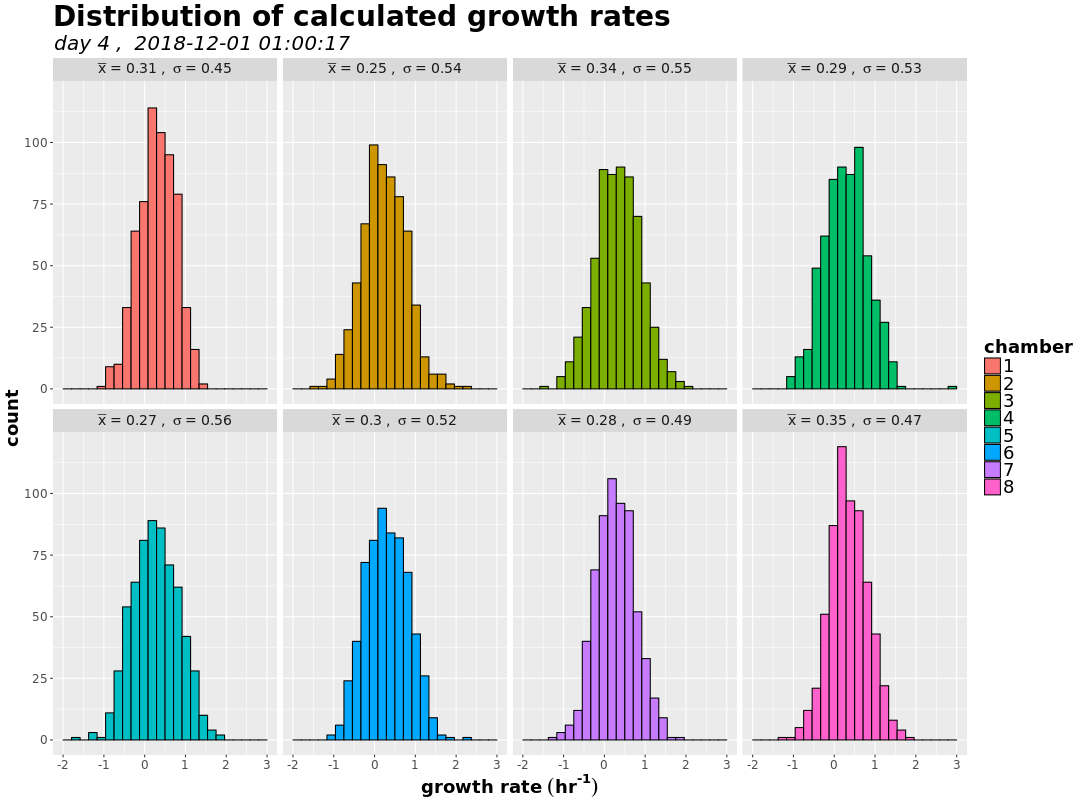 Distribution of calculated growth rates
day 4 ,  2018-12-01 01:00:17
x̅ = 0.31 ,  σ = 0.45
x̅ = 0.25 ,  σ = 0.54
x̅ = 0.34 ,  σ = 0.55
x̅ = 0.29 ,  σ = 0.53
100
75
50
25
0
count
x̅ = 0.27 ,  σ = 0.56
x̅ = 0.3 ,  σ = 0.52
x̅ = 0.28 ,  σ = 0.49
x̅ = 0.35 ,  σ = 0.47
100
75
50
25
0
-2 -1 0 1 2 3
-2 -1 0 1 2 3
-2 -1 0 1 2 3
-2 -1 0 1 2 3
growth rate (hr⁻¹)
chamber
1
2
3
4
5
6
7
8